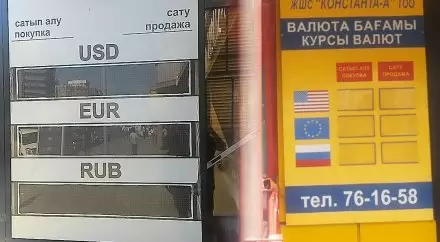 сатып алу сату
покупка продажа
USD
EUR
RUB
ЖШС "КОНСТАНТА-А" ТОО
ВАЛЮТА БАҒАМЫ
КУРСЫ ВАЛЮТ
САТЫП АЛУ САТУ
ПОКУПКА ПРОДАЖА
тел. 76-16-58